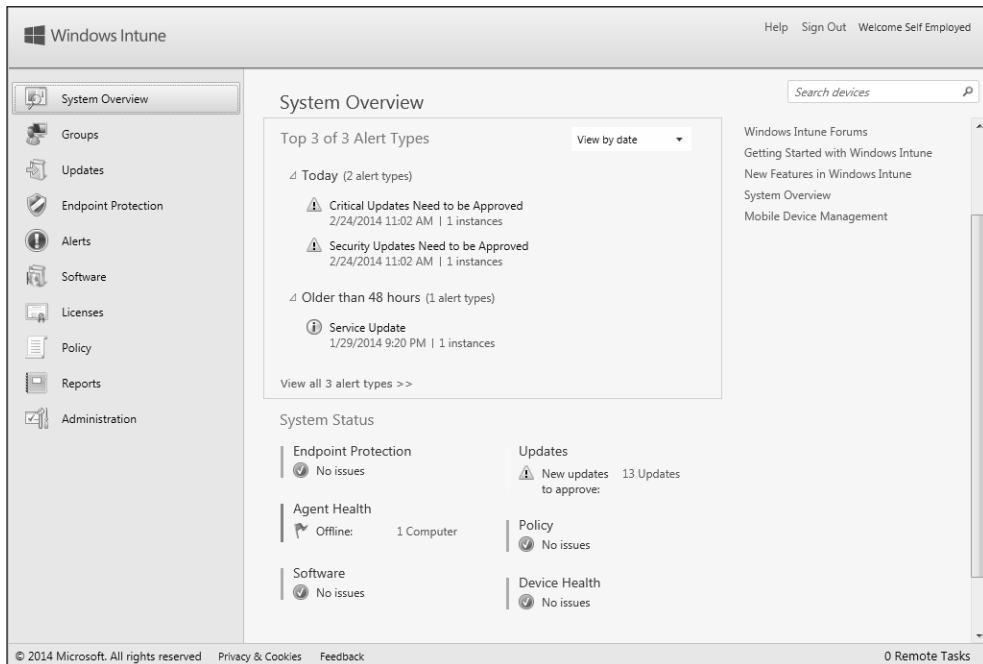 Windows Intune
Help Sign Out Welcome Self Employed
System Overview
Groups
Updates
Endpoint Protection
Alerts
Software
Licenses
Policy
Reports
Administration
System Overview
Search devices
Top 3 of 3 Alert Types
View by date
Today (2 alert types)
Critical Updates Need to be Approved
2/24/2014 11:02 AM | 1 instances
Security Updates Need to be Approved
2/24/2014 11:02 AM | 1 instances
Older than 48 hours (1 alert types)
Service Update
1/29/2014 9:20 PM | 1 instances
View all 3 alert types >>
Windows Intune Forums
Getting Started with Windows Intune
New Features in Windows Intune
System Overview
Mobile Device Management
System Status
Endpoint Protection
No issues
Agent Health
Offline: 1 Computer
Software
No issues
Updates
New updates 13 Updates
to approve:
Policy
No issues
Device Health
No issues
© 2014 Microsoft. All rights reserved Privacy & Cookies Feedback
0 Remote Tasks